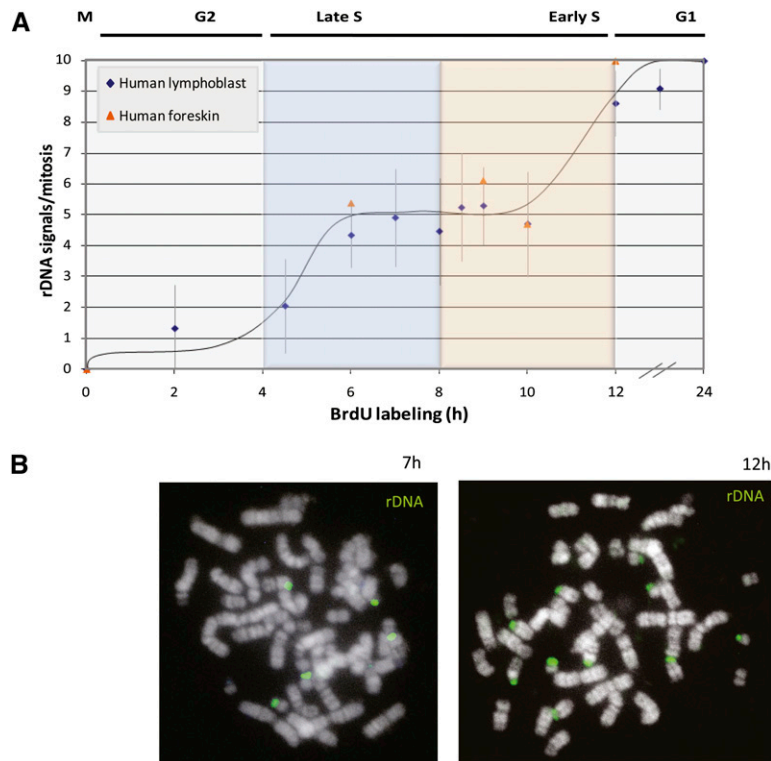 A
M G2 Late S Early S G1
rDNA signals/mitosis
10
9
8
7
6
5
4
3
2
1
0
Human lymphoblast
Human foreskin
0 2 4 6 8 10 12 24
BrdU labeling (h)
B
7h 12h
rDNA rDNA